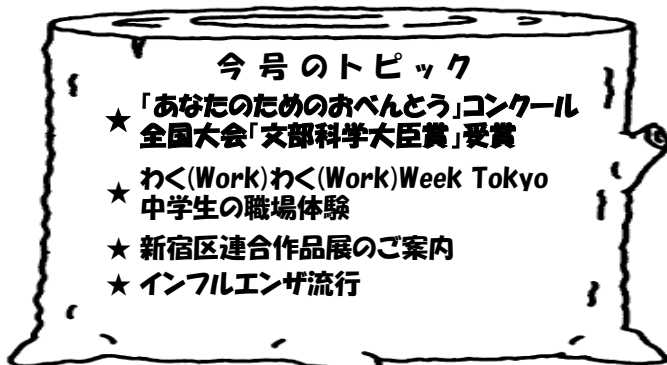 今号のトピック
★「あなたのためのおべんとう」コンクール
全国大会「文部科学大臣賞」受賞
★ わく(Work)わく(Work)Week Tokyo
中学生の職場体験
★ 新宿区連合作品展のご案内
★ インフルエンザ流行